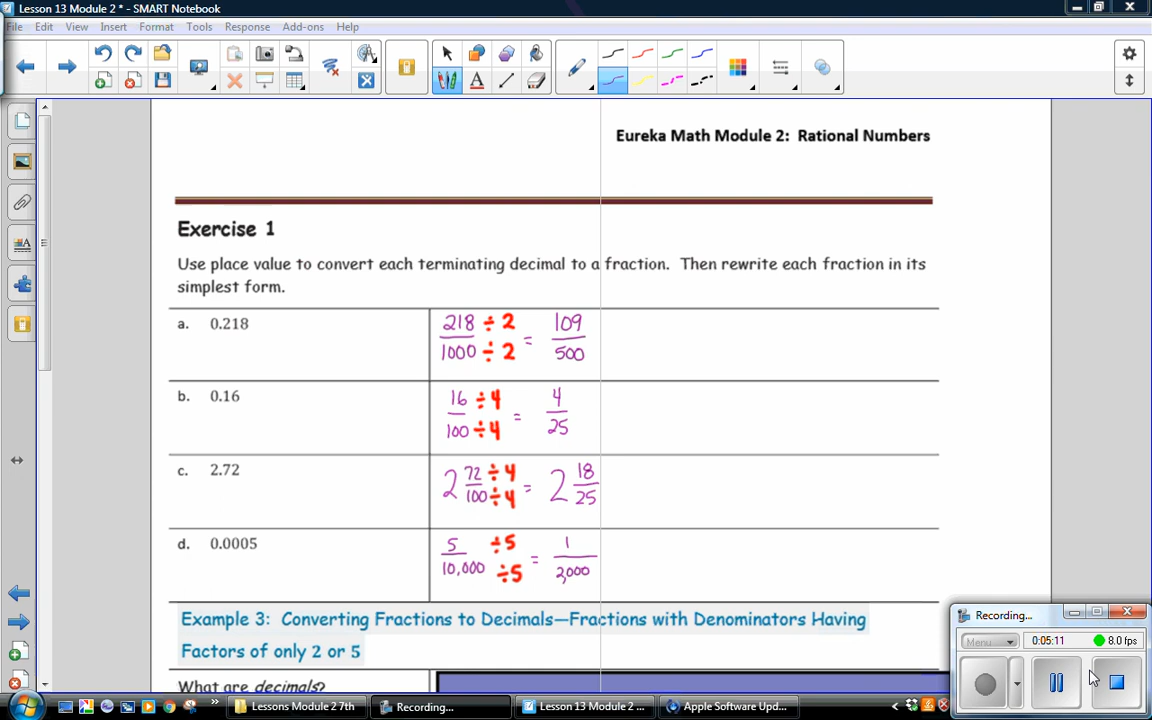 Lesson 13 Module 2 * - SMART Notebook
File Edit View Insert Format Tools Response Add-ons Help
Eureka Math Module 2: Rational Numbers
Exercise 1
Use place value to convert each terminating decimal to a fraction. Then rewrite each fraction in its
simplest form.
a. 0.218
218 ÷ 2 109
=
1000 ÷ 2 500
b. 0.16
16 ÷4 4
=
100 ÷4 25
c. 2.72
2 72 ÷4 = 2 18
100 ÷4 25
d. 0.0005
5 ÷5 1
=
10,000 ÷5 2,000
Example 3: Converting Fractions to Decimals—Fractions with Denominators Having
Factors of only 2 or 5
What are decimals?
Recording...
Menu 0:05:11 8.0 fps
Lessons Module 2 7th Recording... Lesson 13 Module 2 ... Apple Software Upd...